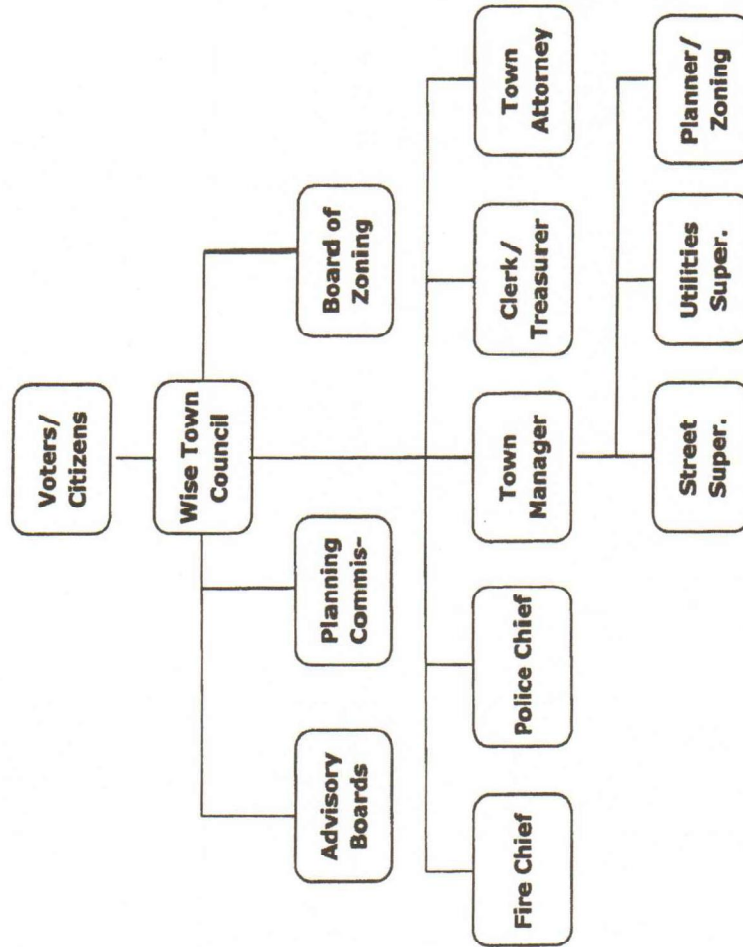 Voters/
Citizens
Wise Town
Council
Advisory
Boards
Planning
Commis-
Board of
Zoning
Fire Chief
Police Chief
Town
Manager
Clerk/
Treasurer
Town
Attorney
Street
Super.
Utilities
Super.
Planner/
Zoning